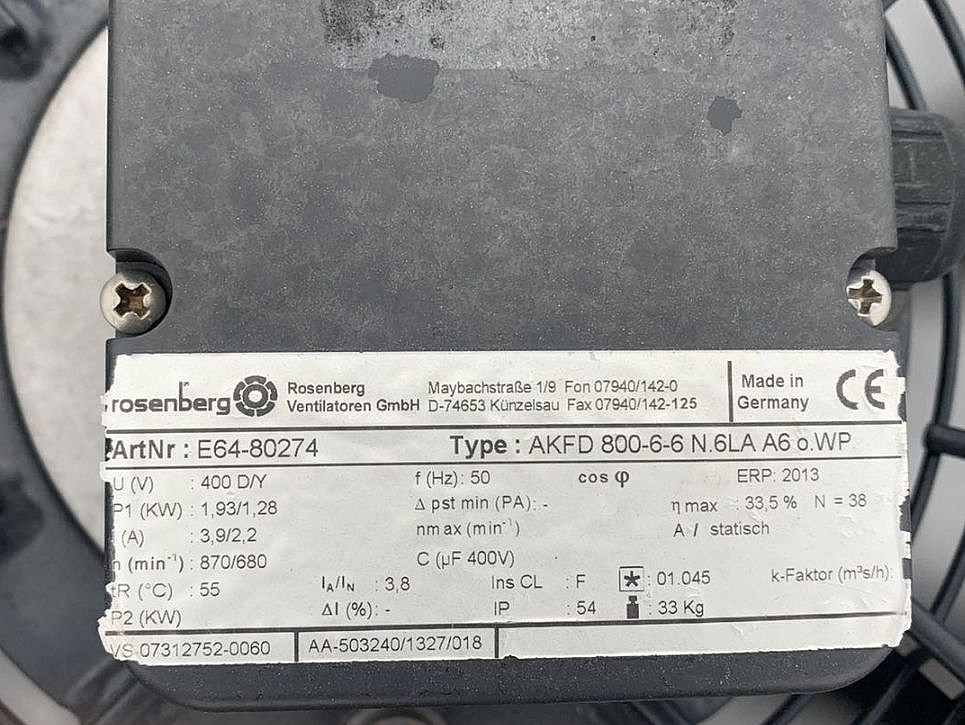 rosenberg
Rosenberg
Ventilatoren GmbH
Maybachstraße 1/9 Fon 07940/142-0
D-74653 Künzelsau Fax 07940/142-125
Made in
Germany
CE
ArtNr : E64-80274 Type : AKFD 800-6-6 N.6LA A6 o.WP
U (V) : 400 D/Y f (Hz): 50 cos φ ERP: 2013
P1 (KW) : 1,93/1,28 Δ pst min (PA): - η max : 33,5 % N = 38
(A) : 3,9/2,2 nmax (min⁻¹) A / statisch
n (min⁻¹) : 870/680 C (µF 400V)
tR (°C) : 55 IA/IN : 3,8 Ins CL : F * : 01.045 k-Faktor (m³s/h):
P2 (KW) ΔI (%): - IP : 54 : 33 Kg
VS-07312752-0060 AA-503240/1327/018